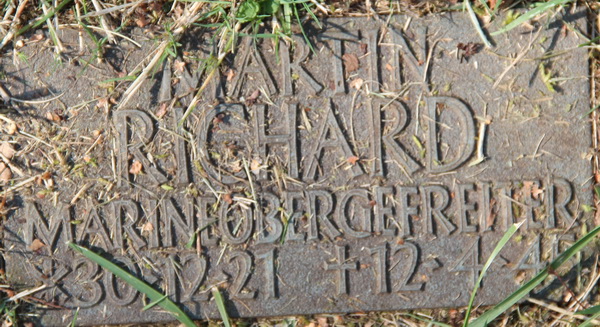 MARTIN
RICHARD
MARINEOBERGEFREITER
*30·12·21 +12·4·45